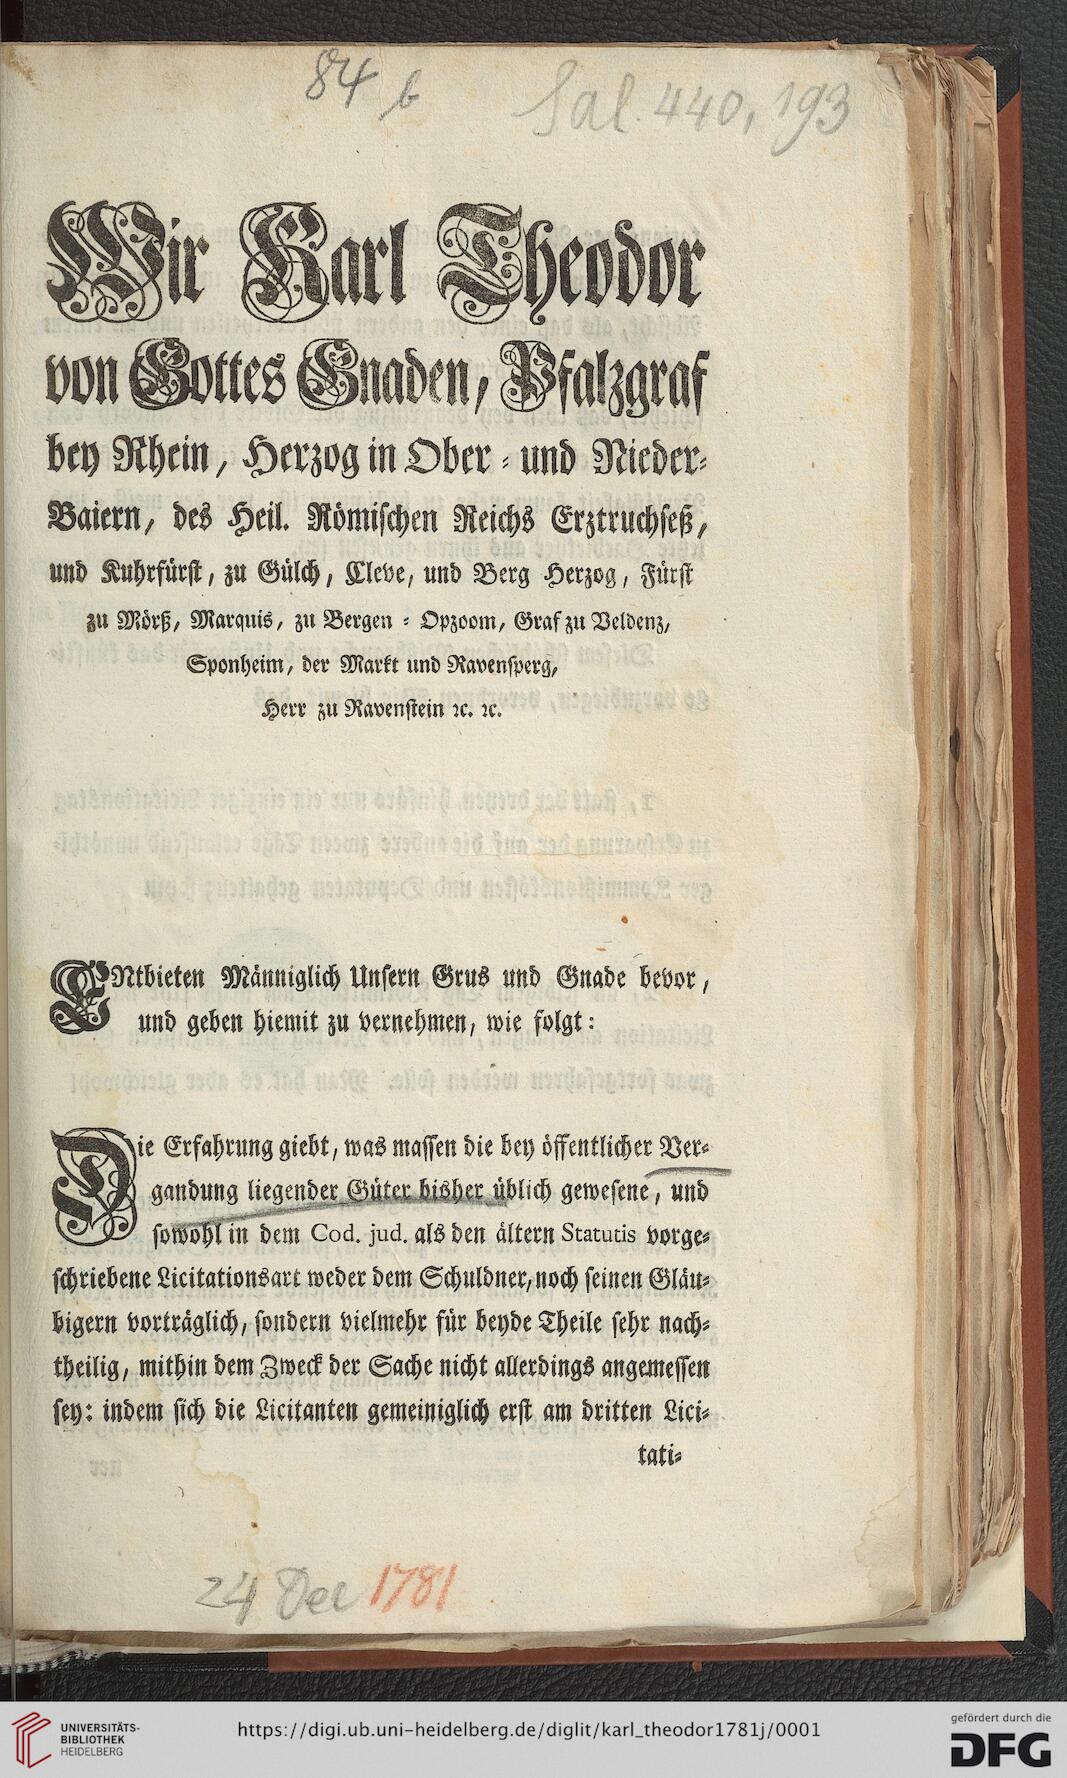 84 b
Sal. 440, 193
Wir Karl Theodor
von Gottes Gnaden, Pfalzgraf
bey Rhein, Herzog in Ober- und Nieder-
Baiern, des Heil. Römischen Reichs Erztruchseß,
und Kuhrfürst, zu Gülch, Cleve, und Berg Herzog, Fürst
zu Mörß, Marquis, zu Bergen-Opzoom, Graf zu Veldenz,
Sponheim, der Markt und Ravensperg,
Herr zu Ravenstein ꝛc. ꝛc.
ENtbieten Männiglich Unsern Grus und Gnade bevor,
und geben hiemit zu vernehmen, wie folgt:
Die Erfahrung giebt, was massen die bey öffentlicher Ver-
gandung liegender Güter bisher üblich gewesene, und
sowohl in dem Cod. jud. als den ältern Statutis vorge-
schriebene Licitationsart weder dem Schuldner, noch seinen Gläu-
bigern vorträglich, sondern vielmehr für beyde Theile sehr nach-
theilig, mithin dem Zweck der Sache nicht allerdings angemessen
sey: indem sich die Licitanten gemeiniglich erst am dritten Lici-
tati-
24 Dec 1781
UNIVERSITÄTS-
BIBLIOTHEK
HEIDELBERG
https://digi.ub.uni-heidelberg.de/diglit/karl_theodor1781j/0001
gefördert durch die
DFG